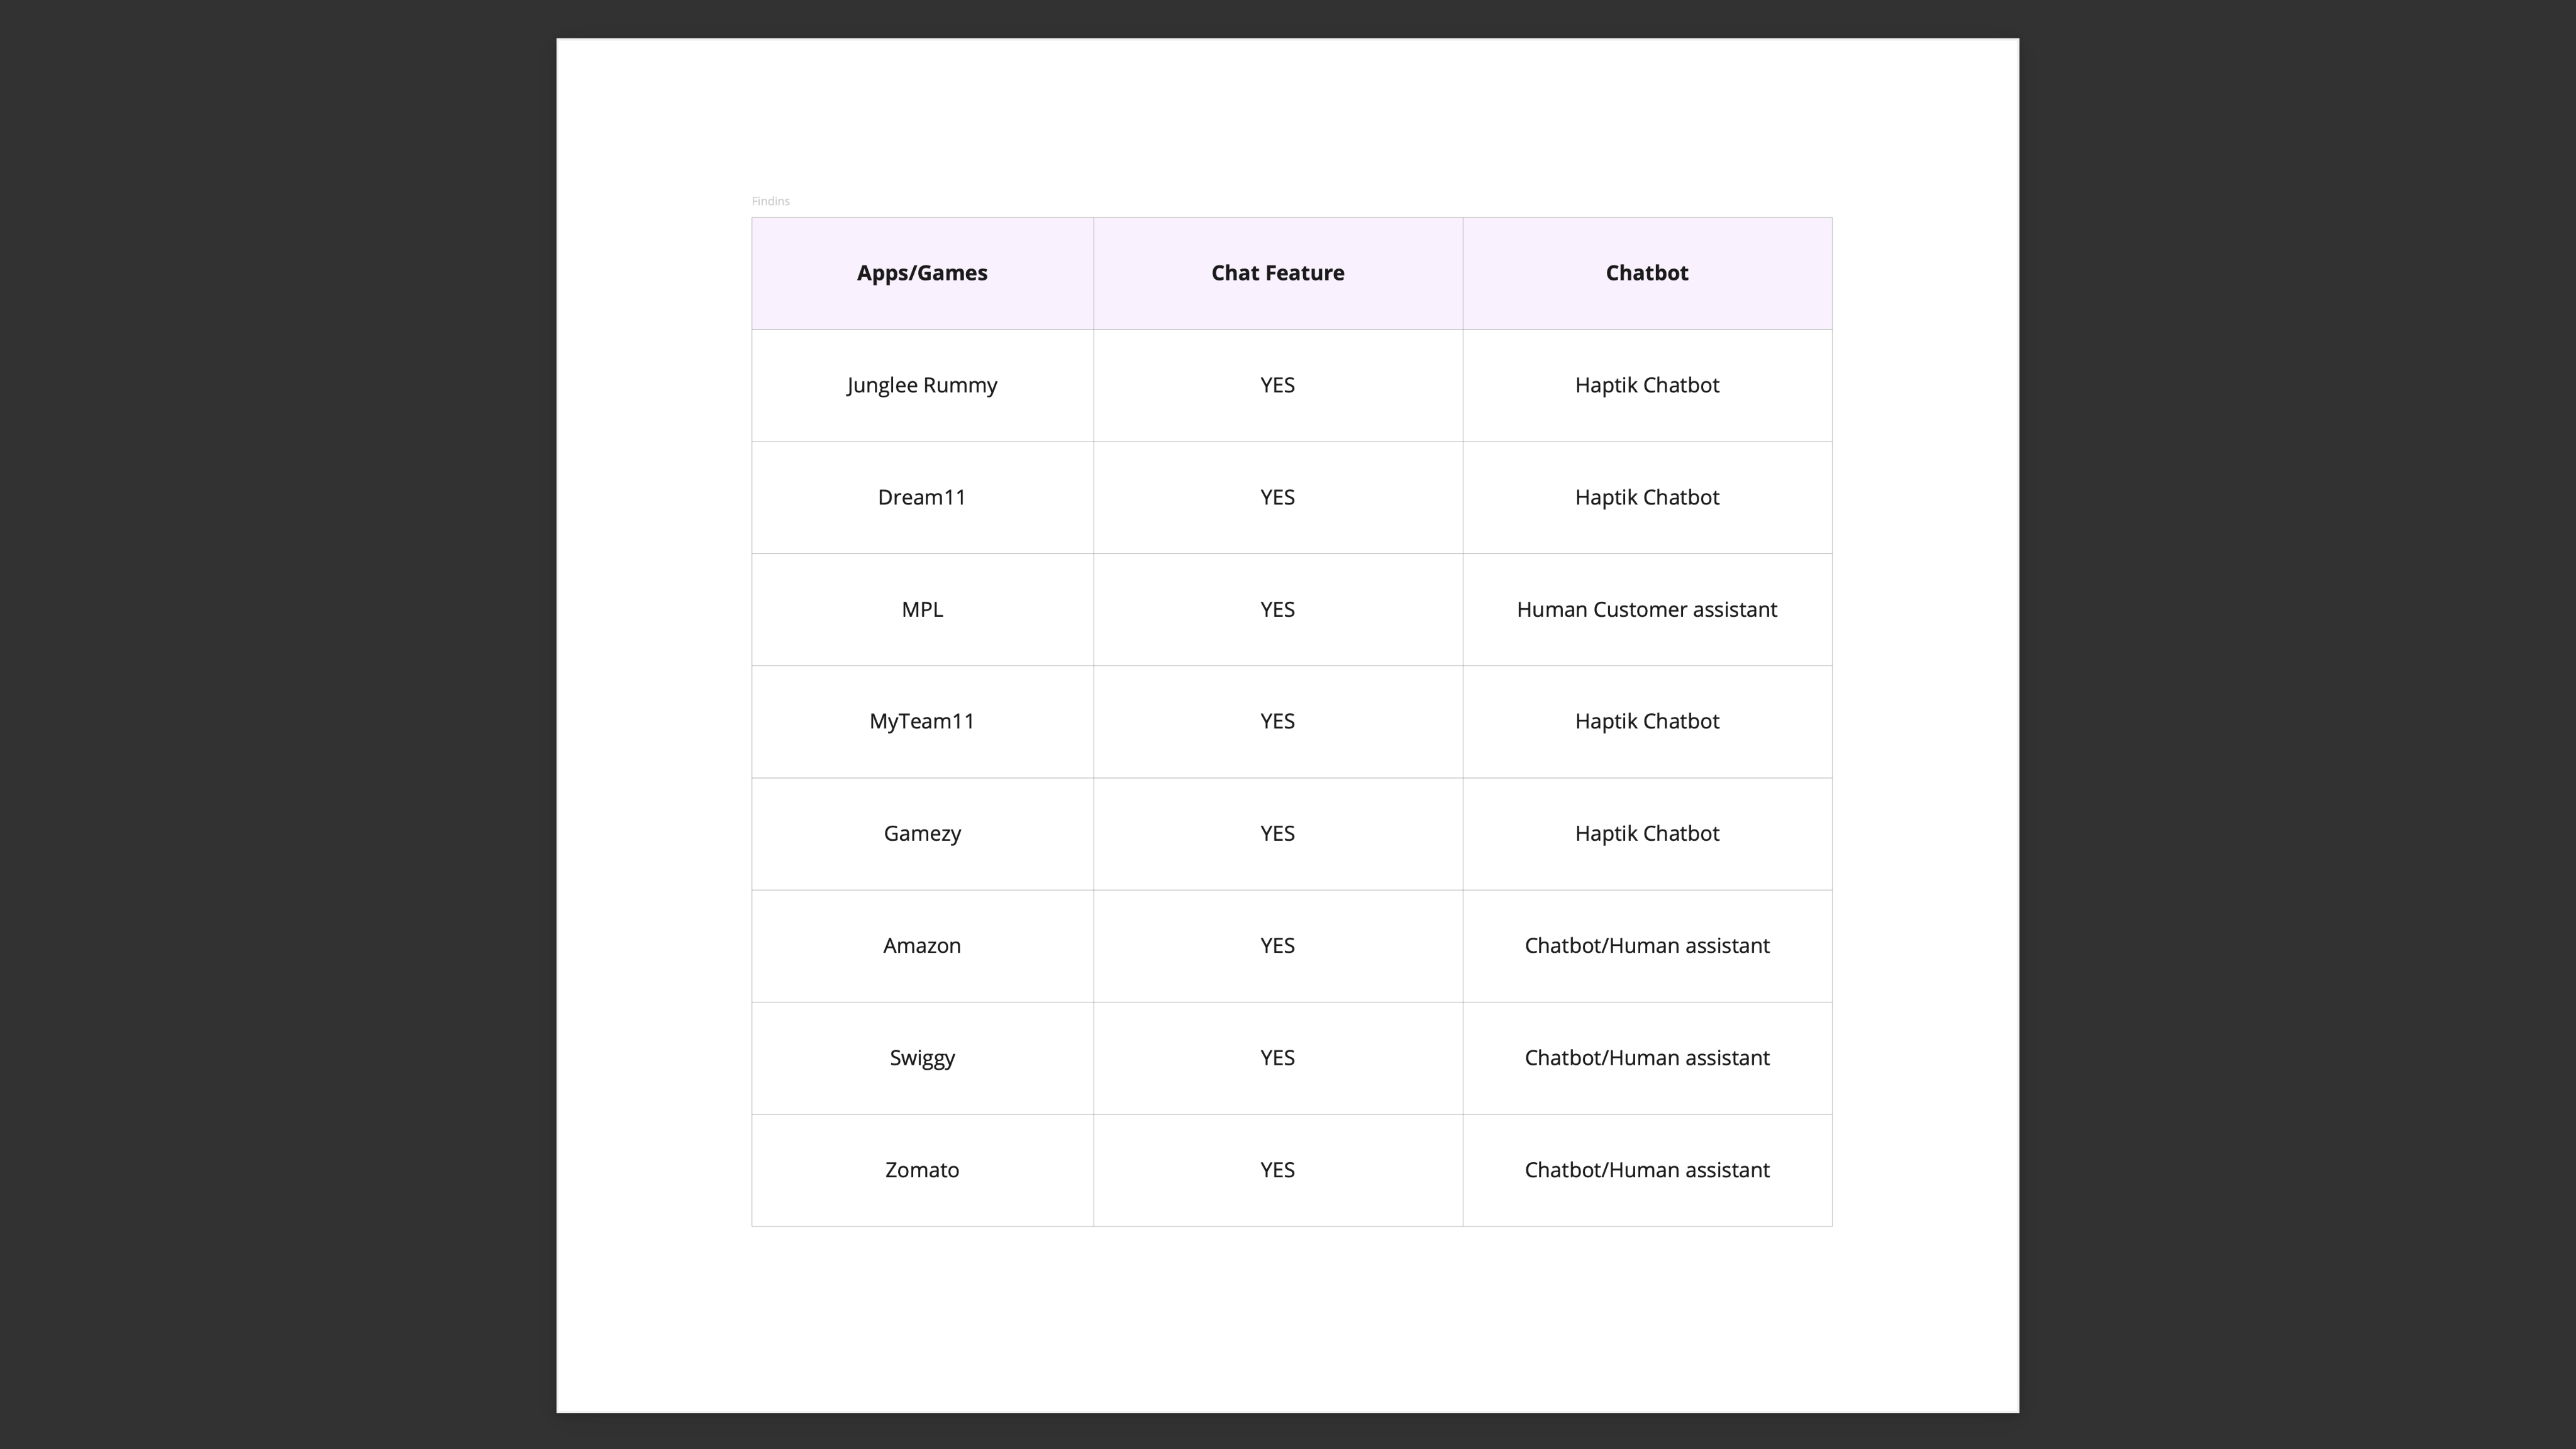 Findins
Apps/Games Chat Feature Chatbot
Junglee Rummy YES Haptik Chatbot
Dream11 YES Haptik Chatbot
MPL YES Human Customer assistant
MyTeam11 YES Haptik Chatbot
Gamezy YES Haptik Chatbot
Amazon YES Chatbot/Human assistant
Swiggy YES Chatbot/Human assistant
Zomato YES Chatbot/Human assistant